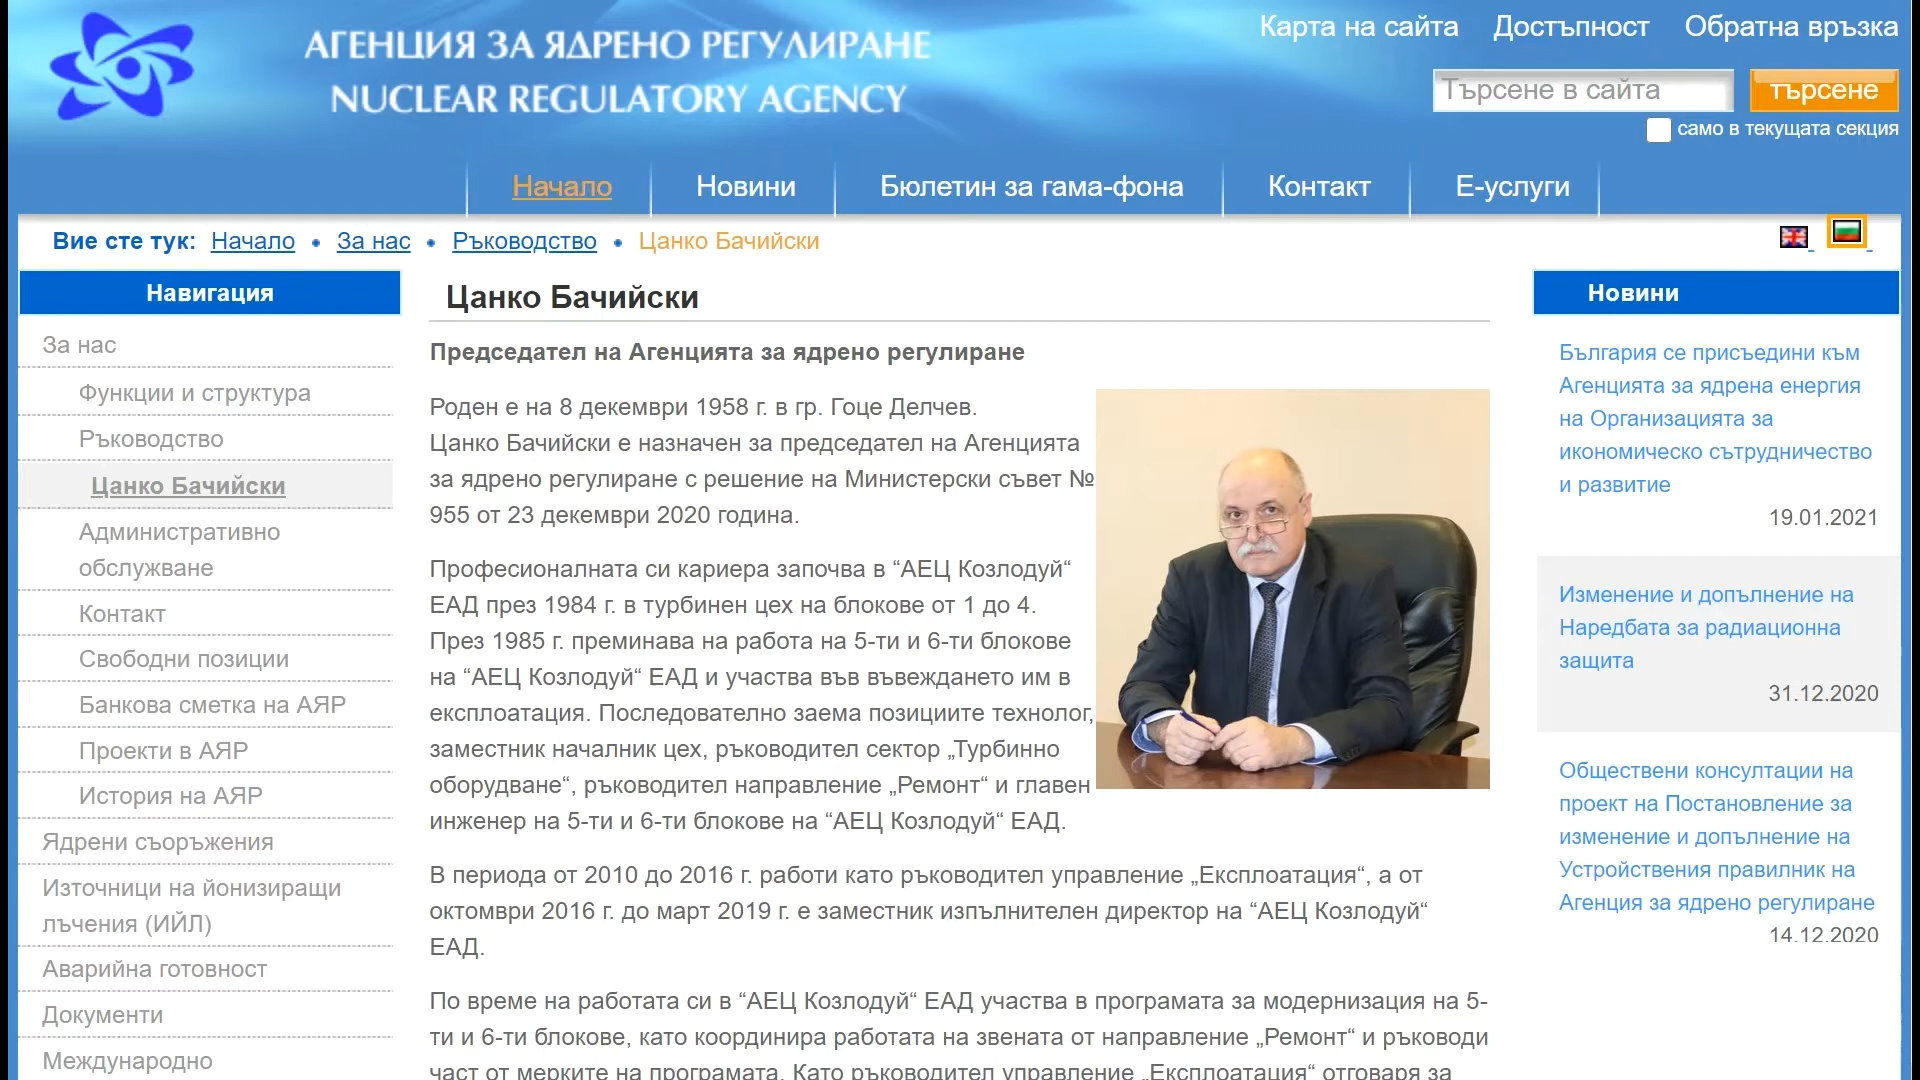 АГЕНЦИЯ ЗА ЯДРЕНО РЕГУЛИРАНЕ
NUCLEAR REGULATORY AGENCY
Карта на сайта
Достъпност
Обратна връзка
Търсене в сайта
търсене
само в текущата секция
Начало
Новини
Бюлетин за гама-фона
Контакт
Е-услуги
Вие сте тук: Начало • За нас • Ръководство • Цанко Бачийски
Навигация
За нас
Функции и структура
Ръководство
Цанко Бачийски
Административно
обслужване
Контакт
Свободни позиции
Банкова сметка на АЯР
Проекти в АЯР
История на АЯР
Ядрени съоръжения
Източници на йонизиращи
лъчения (ИЙЛ)
Аварийна готовност
Документи
Международно
Цанко Бачийски
Председател на Агенцията за ядрено регулиране
Роден е на 8 декември 1958 г. в гр. Гоце Делчев.
Цанко Бачийски е назначен за председател на Агенцията
за ядрено регулиране с решение на Министерски съвет №
955 от 23 декември 2020 година.
Професионалната си кариера започва в “АЕЦ Козлодуй“
ЕАД през 1984 г. в турбинен цех на блокове от 1 до 4.
През 1985 г. преминава на работа на 5-ти и 6-ти блокове
на “АЕЦ Козлодуй“ ЕАД и участва във въвеждането им в
експлоатация. Последователно заема позициите технолог,
заместник началник цех, ръководител сектор „Турбинно
оборудване“, ръководител направление „Ремонт“ и главен
инженер на 5-ти и 6-ти блокове на “АЕЦ Козлодуй“ ЕАД.
В периода от 2010 до 2016 г. работи като ръководител управление „Експлоатация“, а от
октомври 2016 г. до март 2019 г. е заместник изпълнителен директор на “АЕЦ Козлодуй“
ЕАД.
По време на работата си в “АЕЦ Козлодуй“ ЕАД участва в програмата за модернизация на 5-
ти и 6-ти блокове, като координира работата на звената от направление „Ремонт“ и ръководи
част от мерките на програмата. Като ръководител управление „Експлоатация“ отговаря за
Новини
България се присъедини към
Агенцията за ядрена енергия
на Организацията за
икономическо сътрудничество
и развитие
19.01.2021
Изменение и допълнение на
Наредбата за радиационна
защита
31.12.2020
Обществени консултации на
проект на Постановление за
изменение и допълнение на
Устройствения правилник на
Агенция за ядрено регулиране
14.12.2020